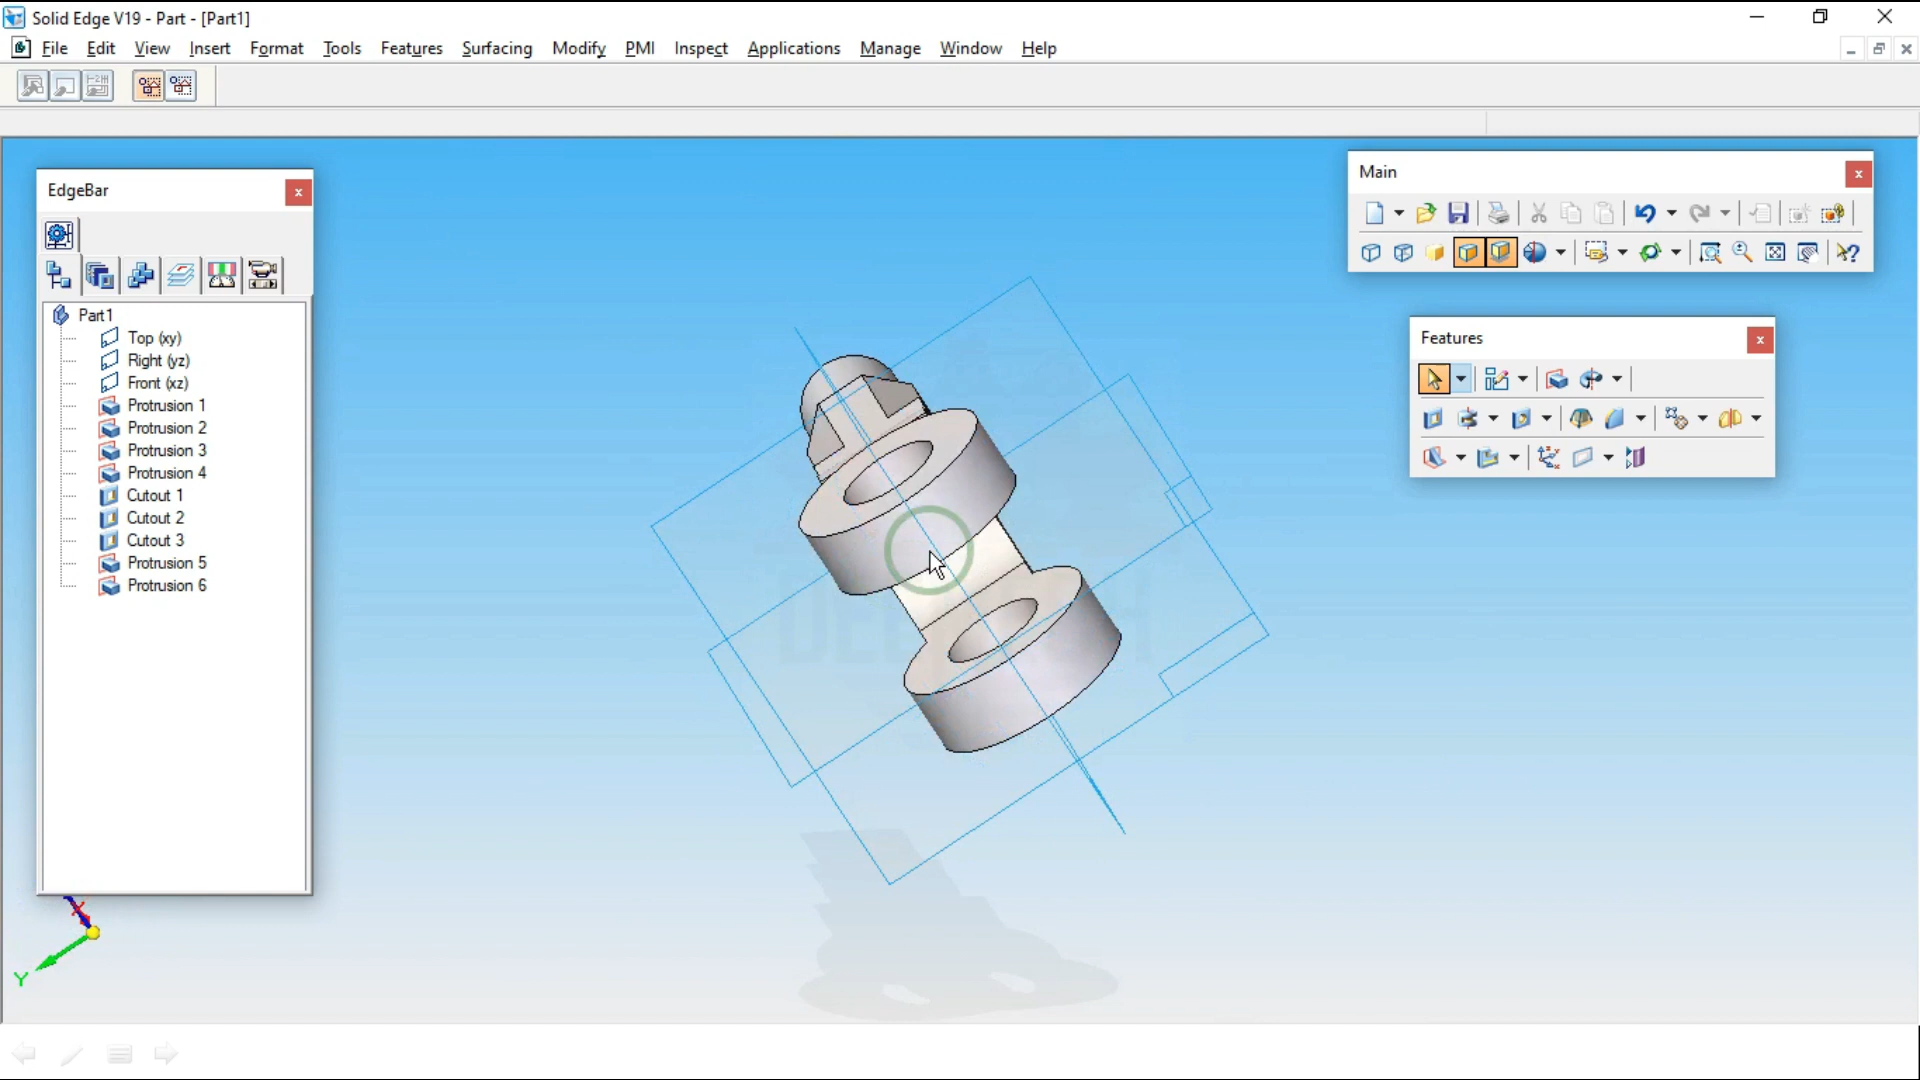 Solid Edge V19 - Part - [Part1]
File Edit View Insert Format Tools Features Surfacing Modify PMI Inspect Applications Manage Window Help
EdgeBar
Part1
Top (xy)
Right (yz)
Front (xz)
Protrusion 1
Protrusion 2
Protrusion 3
Protrusion 4
Cutout 1
Cutout 2
Cutout 3
Protrusion 5
Protrusion 6
Main
Features
X
Y